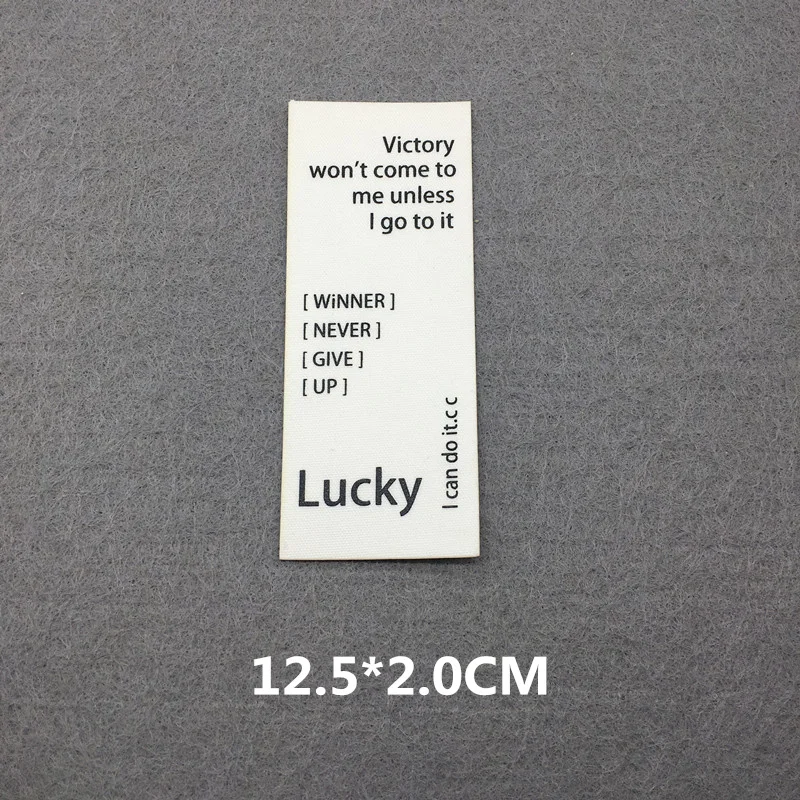 Victory
won't come to
me unless
I go to it
[ WiNNER ]
[ NEVER ]
[ GIVE ]
[ UP ]
Lucky
I can do it.c c
12.5*2.0CM